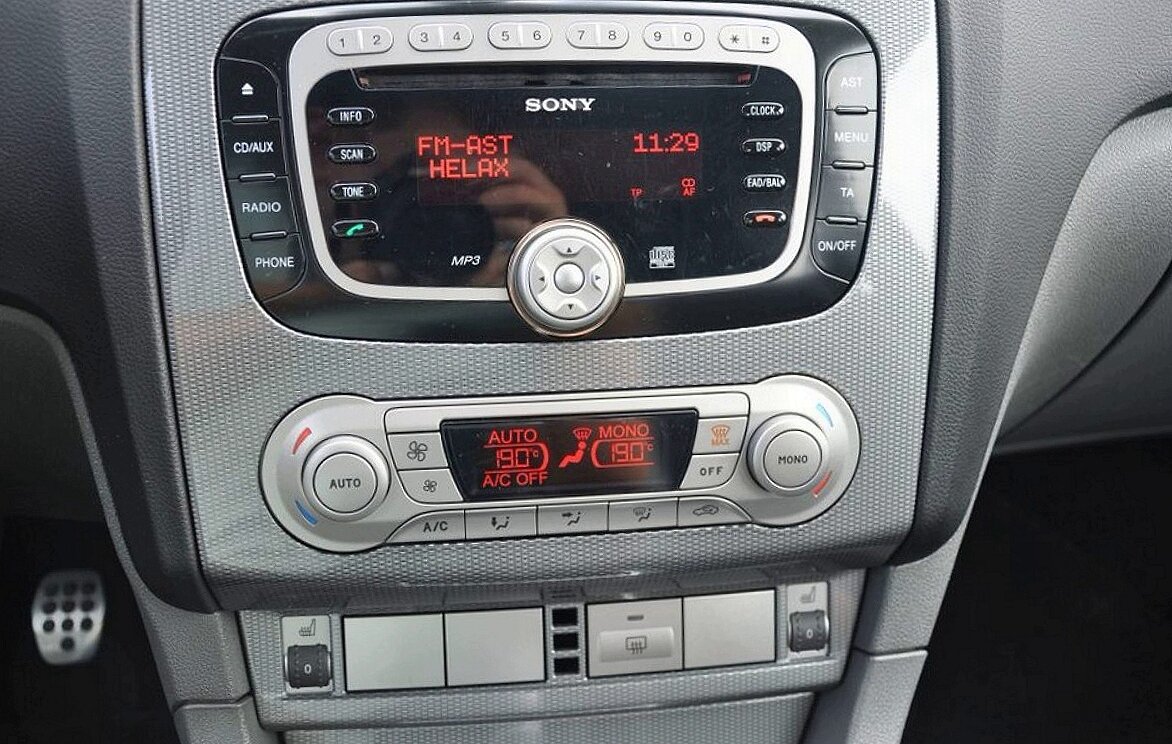 1 2 3 4 5 6 7 8 9 0 * #
SONY
AST
INFO
CLOCK
CD/AUX
SCAN
FM-AST 11:29
DSP
MENU
HELAX
TONE
TP CD
AF
TA
RADIO
PHONE
MP3
ON/OFF
AUTO MONO
19.0°C 19.0°C
A/C OFF
MAX
OFF
AUTO
MONO
A/C
0
0